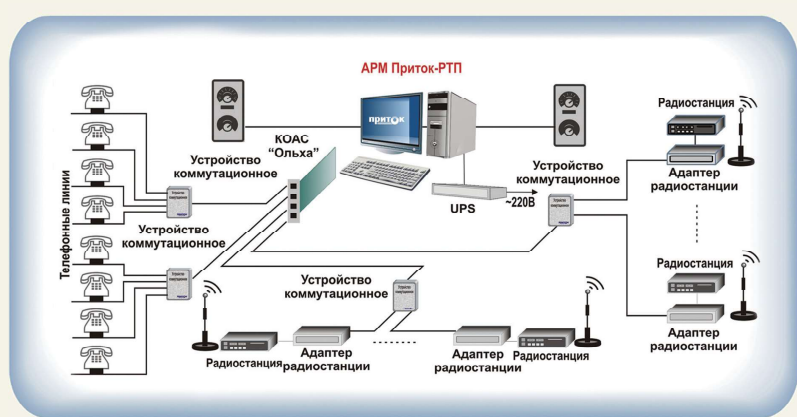 АРМ Приток-РТП
приток
КОАС
"Ольха"
Устройство
коммутационное
Устройство
коммутационное
Телефонные линии
UPS
~220В
Устройство
коммутационное
Радиостанция
Адаптер
радиостанции
Радиостанция
Адаптер
радиостанции
Устройство
коммутационное
Радиостанция
Адаптер
радиостанции
Адаптер
радиостанции
Радиостанция